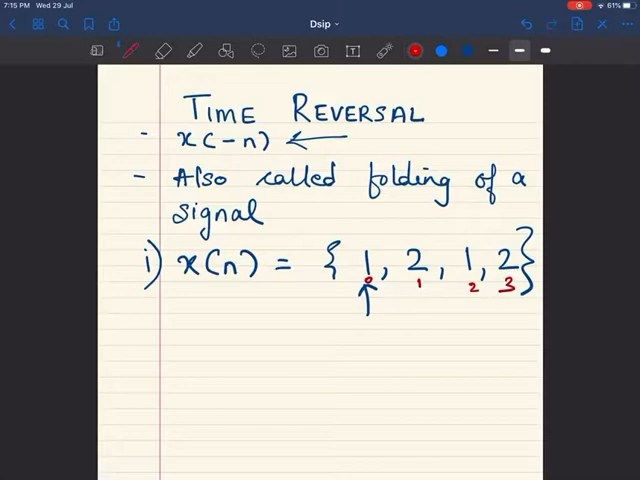 7:15 PM Wed 29 Jul
61%
Dsip
TIME REVERSAL
- x(-n) ←
- Also called folding of a
signal
i) x(n) = { 1, 2, 1, 2 }
0 1 2 3
↑